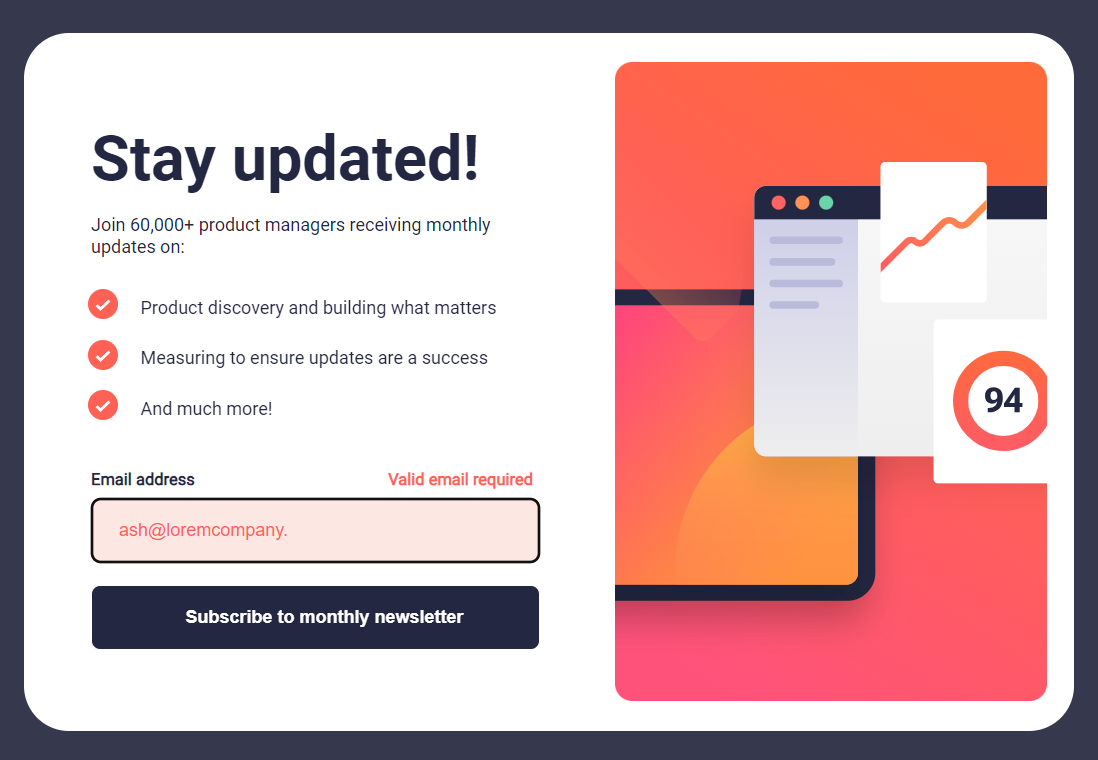 Stay updated!
Join 60,000+ product managers receiving monthly
updates on:
Product discovery and building what matters
Measuring to ensure updates are a success
And much more!
Email address
Valid email required
ash@loremcompany.
Subscribe to monthly newsletter
94